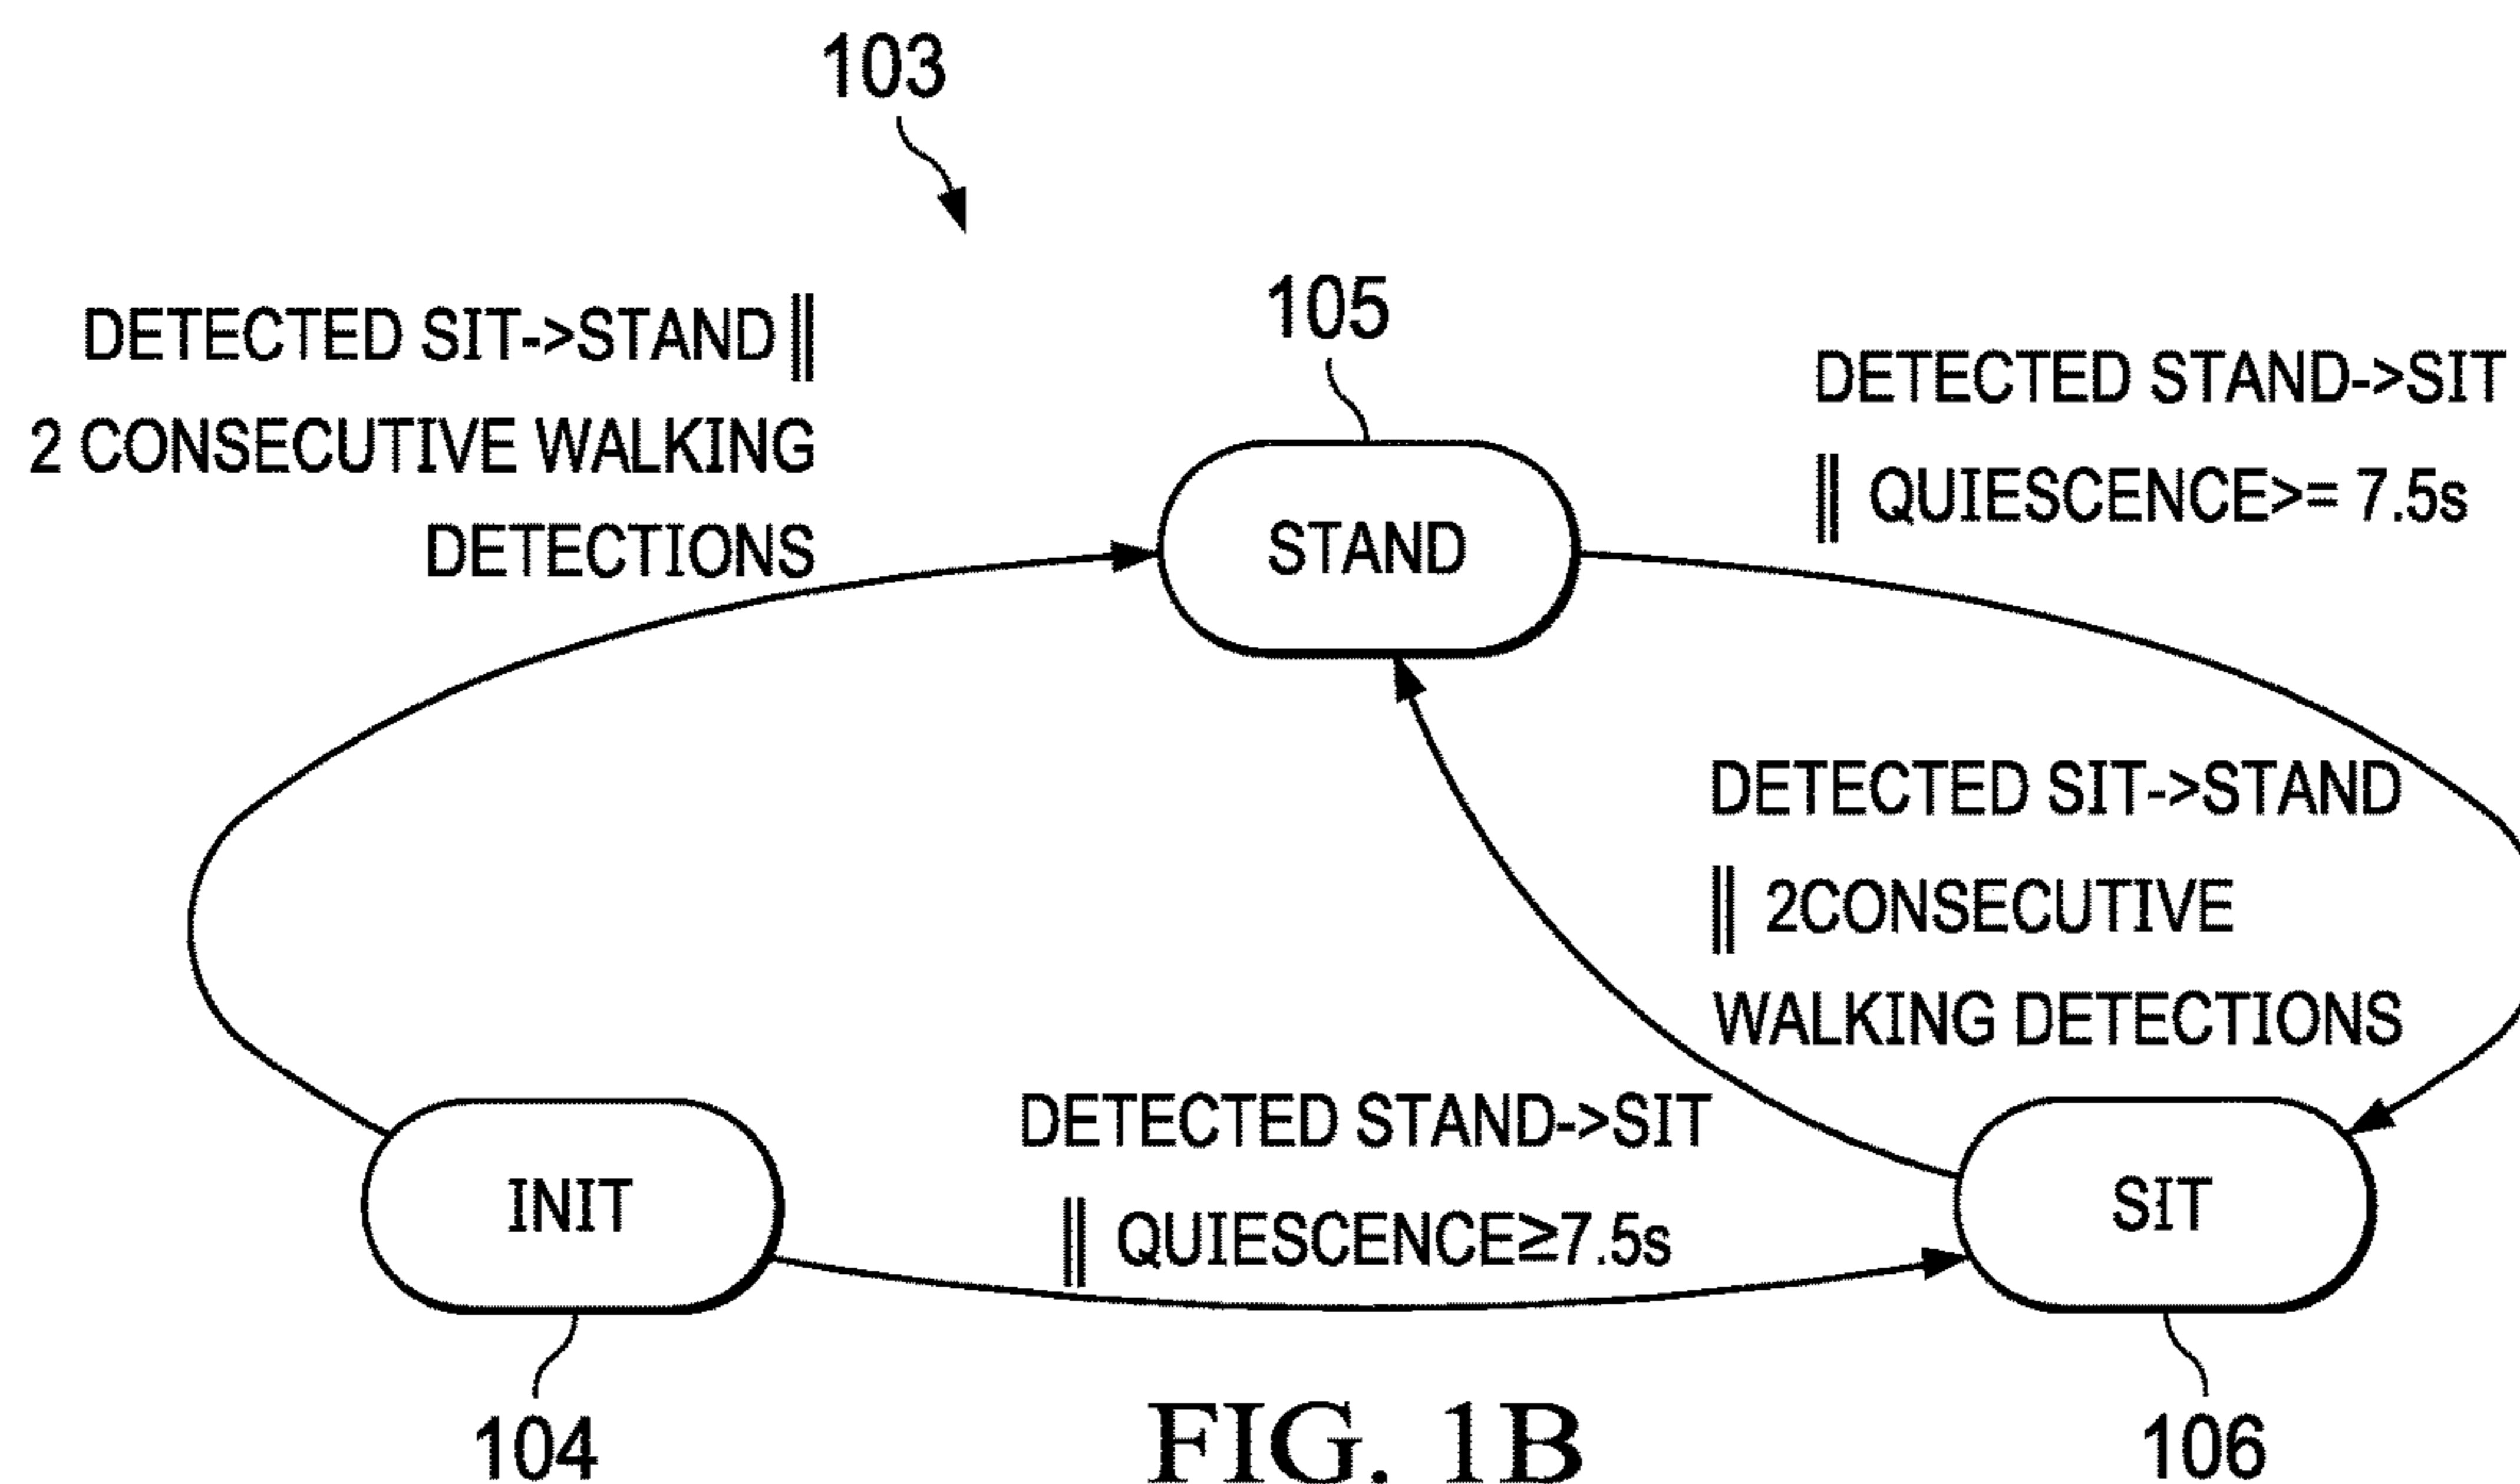 103
DETECTED SIT->STAND ||
2 CONSECUTIVE WALKING
DETECTIONS
105
STAND
DETECTED STAND->SIT
|| QUIESCENCE>= 7.5s
DETECTED SIT->STAND
|| 2CONSECUTIVE
WALKING DETECTIONS
DETECTED STAND->SIT
|| QUIESCENCE≥7.5s
INIT
SIT
104
106
FIG. 1B